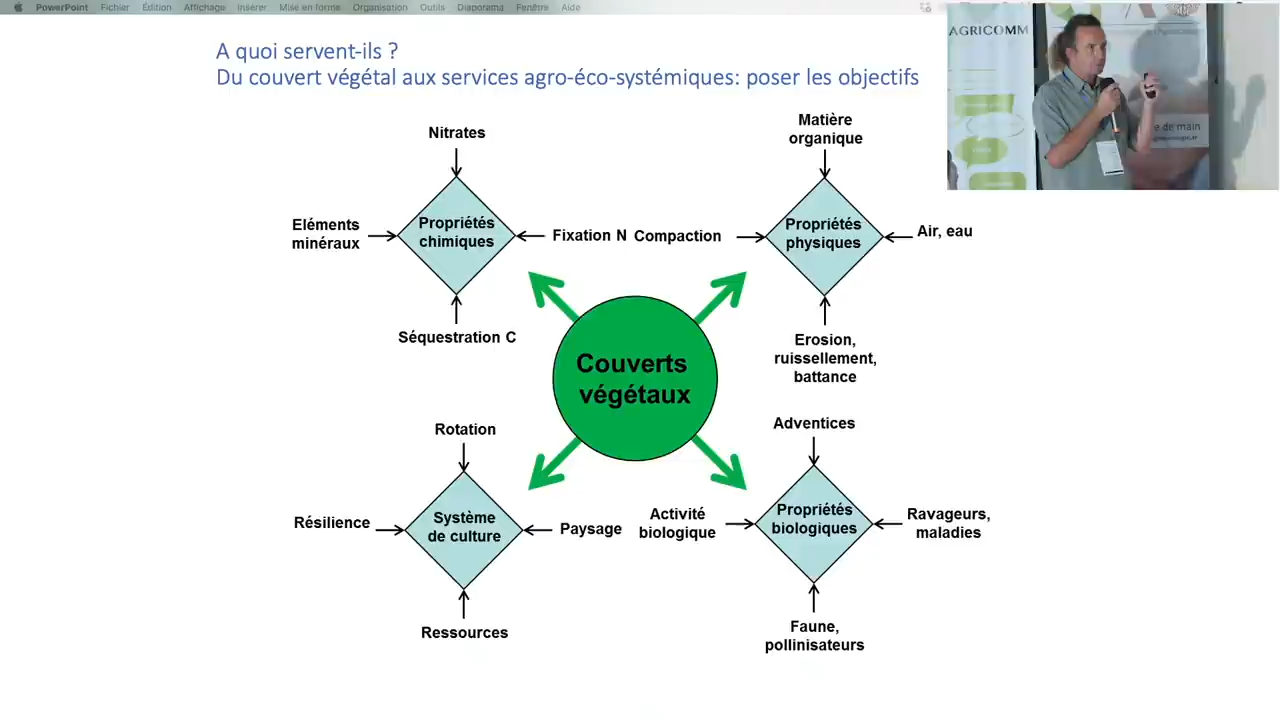 PowerPoint Fichier Édition Affichage Insérer Mise en forme Organisation Outils Diaporama Fenêtre Aide
A quoi servent-ils ?
Du couvert végétal aux services agro-éco-systémiques: poser les objectifs
AGRICOMM
e de main
Nitrates
Eléments
minéraux
Propriétés
chimiques
Fixation N
Séquestration C
Matière
organique
Compaction
Propriétés
physiques
Air, eau
Erosion,
ruissellement,
battance
Couverts
végétaux
Rotation
Résilience
Système
de culture
Paysage
Ressources
Adventices
Activité
biologique
Propriétés
biologiques
Ravageurs,
maladies
Faune,
pollinisateurs